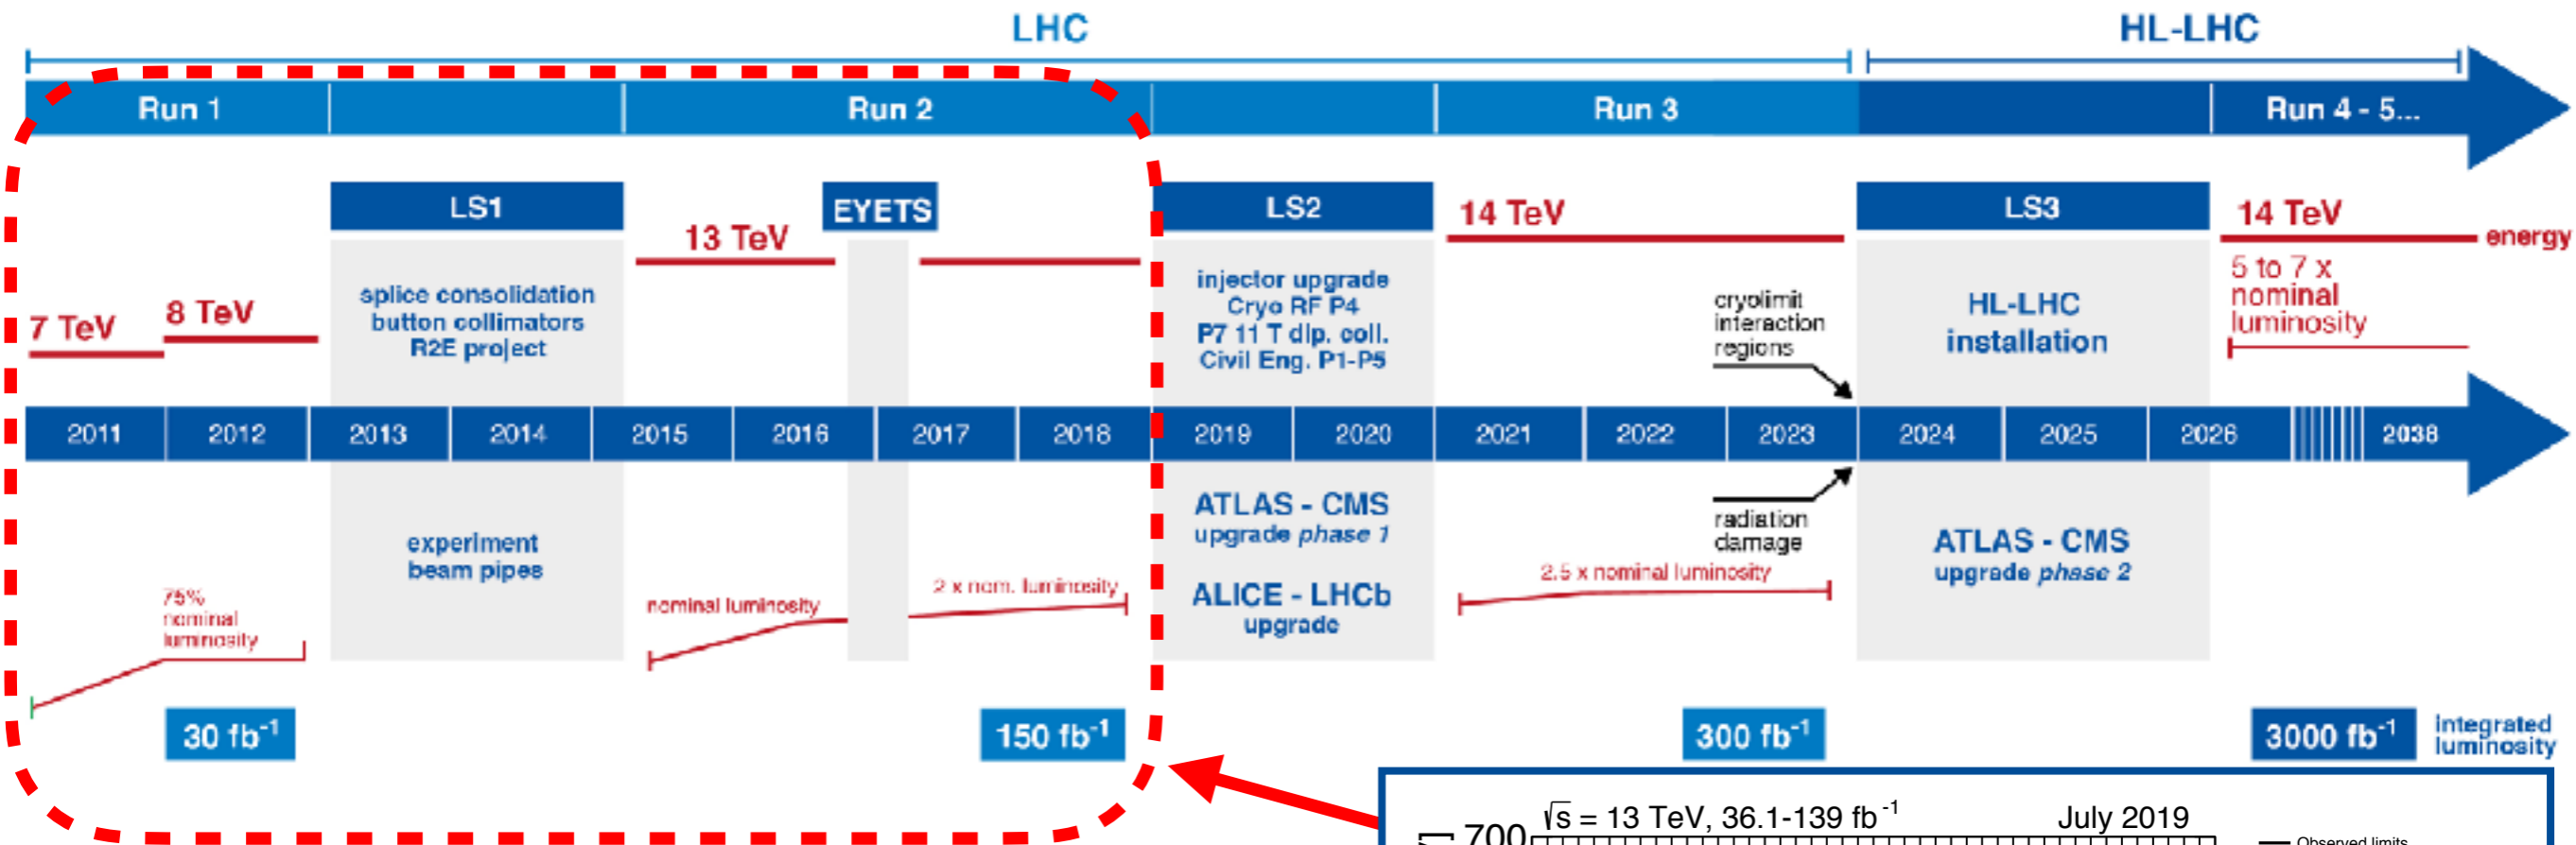 LHC
HL-LHC
Run 1
Run 2
Run 3
Run 4 - 5...
LS1
EYETS
LS2
LS3
7 TeV
8 TeV
13 TeV
14 TeV
14 TeV
energy
splice consolidation
button collimators
R2E project
injector upgrade
Cryo RF P4
P7 11 T dip. coll.
Civil Eng. P1-P5
cryolimit
interaction
regions
HL-LHC
installation
5 to 7 x
nominal
luminosity
2011
2012
2013
2014
2015
2016
2017
2018
2019
2020
2021
2022
2023
2024
2025
2026
2038
experiment
beam pipes
ATLAS - CMS
upgrade phase 1
ALICE - LHCb
upgrade
radiation
damage
ATLAS - CMS
upgrade phase 2
75%
nominal
luminosity
nominal luminosity
2 x nom. luminosity
2.5 x nominal luminosity
30 fb⁻¹
150 fb⁻¹
300 fb⁻¹
3000 fb⁻¹
integrated
luminosity
√s = 13 TeV, 36.1-139 fb⁻¹
July 2019
700
Observed limits